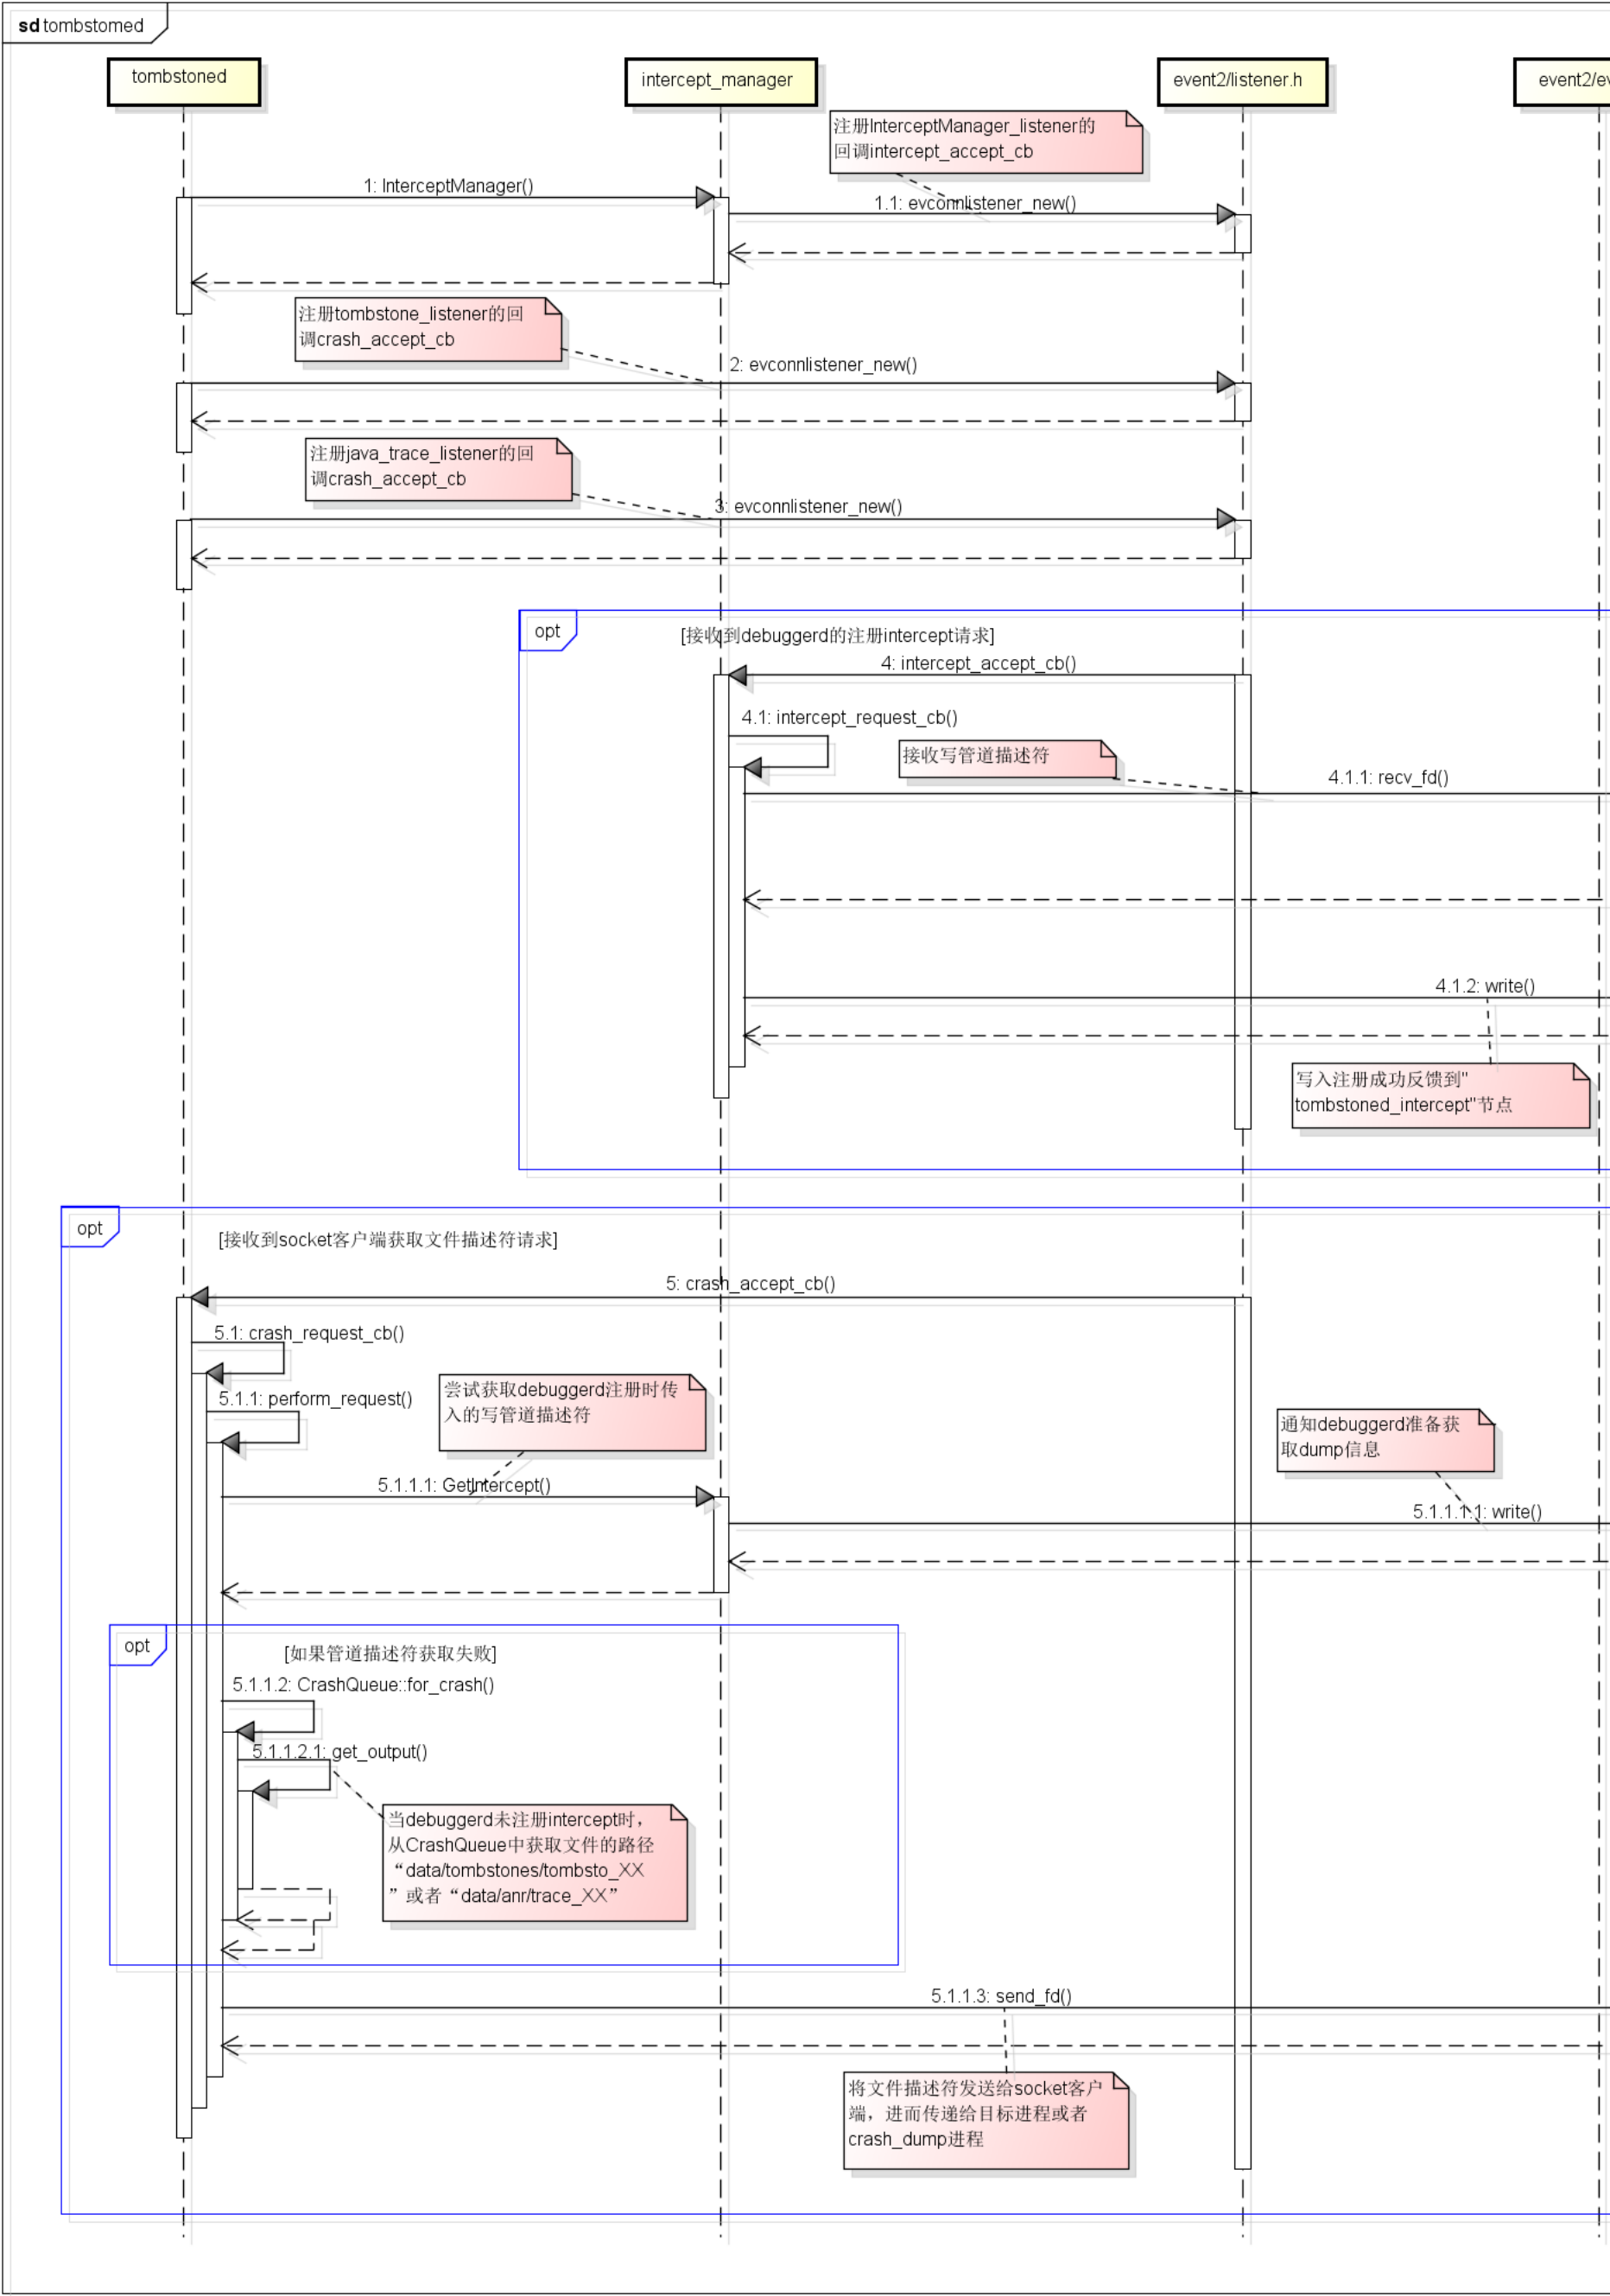 sd tombstomed
tombstoned
intercept_manager
event2/listener.h
event2/ev
注册InterceptManager_listener的
回调intercept_accept_cb
1: InterceptManager()
1.1: evconnlistener_new()
注册tombstone_listener的回
调crash_accept_cb
2: evconnlistener_new()
注册java_trace_listener的回
调crash_accept_cb
3: evconnlistener_new()
opt
[接收到debuggerd的注册intercept请求]
4: intercept_accept_cb()
4.1: intercept_request_cb()
接收写管道描述符
4.1.1: recv_fd()
4.1.2: write()
写入注册成功反馈到"
tombstoned_intercept"节点
opt
[接收到socket客户端获取文件描述符请求]
5: crash_accept_cb()
5.1: crash_request_cb()
5.1.1: perform_request()
尝试获取debuggerd注册时传
入的写管道描述符
通知debuggerd准备获
取dump信息
5.1.1.1: GetIntercept()
5.1.1.1.1: write()
opt
[如果管道描述符获取失败]
5.1.1.2: CrashQueue::for_crash()
5.1.1.2.1: get_output()
当debuggerd未注册intercept时，
从CrashQueue中获取文件的路径
“data/tombstones/tombsto_XX
”或者“data/anr/trace_XX”
5.1.1.3: send_fd()
将文件描述符发送给socket客户
端，进而传递给目标进程或者
crash_dump进程